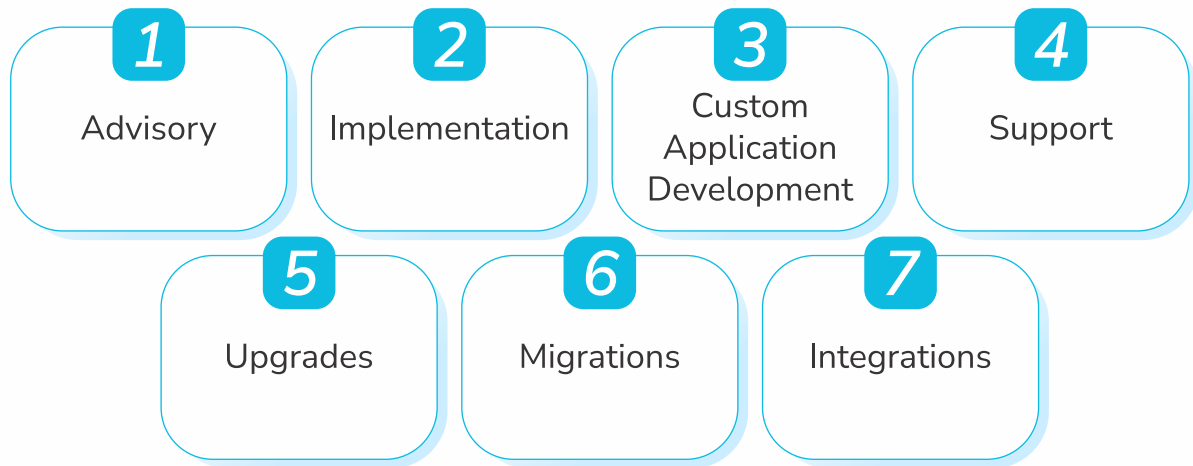 1
Advisory
2
Implementation
3
Custom
Application
Development
4
Support
5
Upgrades
6
Migrations
7
Integrations